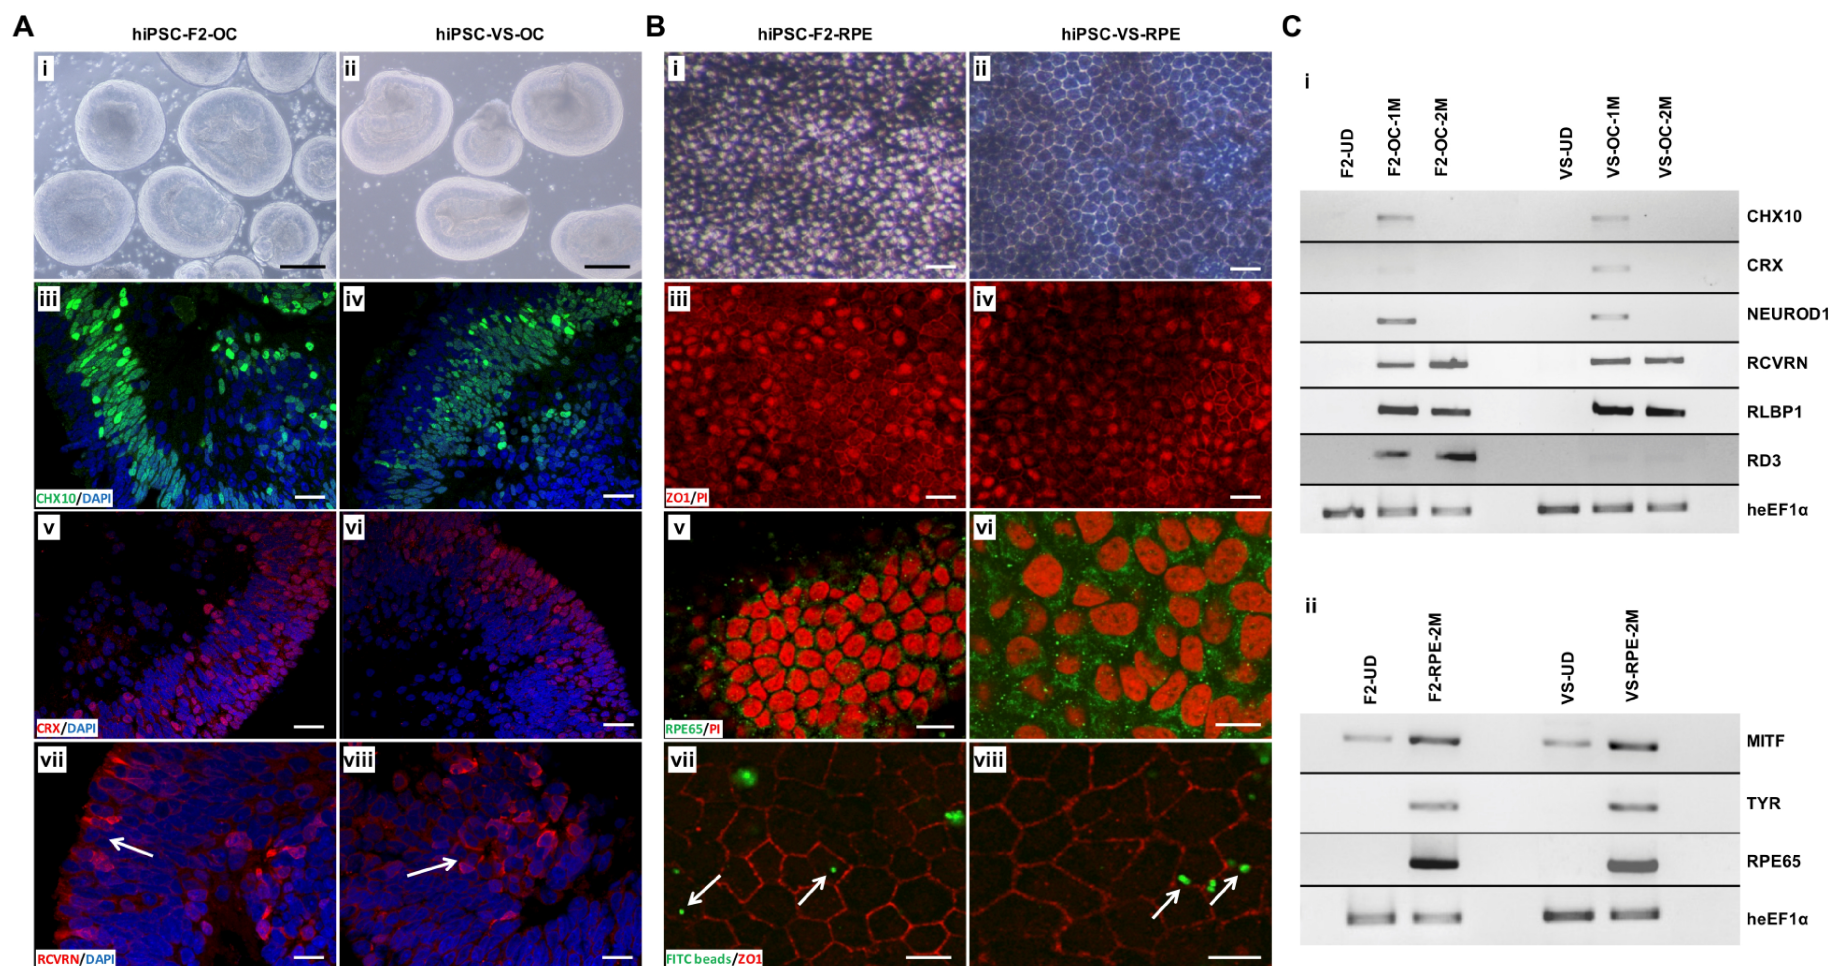 A
hiPSC-F2-OC
hiPSC-VS-OC
i
ii
iii
iv
CHX10/DAPI
v
vi
CRX/DAPI
vii
viii
RCVRN/DAPI
B
hiPSC-F2-RPE
hiPSC-VS-RPE
i
ii
iii
iv
ZO1/PI
v
vi
RPE65/PI
vii
viii
FITC beads/ZO1
C
i
F2-UD
F2-OC-1M
F2-OC-2M
VS-UD
VS-OC-1M
VS-OC-2M
CHX10
CRX
NEUROD1
RCVRN
RLBP1
RD3
heEF1α
ii
F2-UD
F2-RPE-2M
VS-UD
VS-RPE-2M
MITF
TYR
RPE65
heEF1α